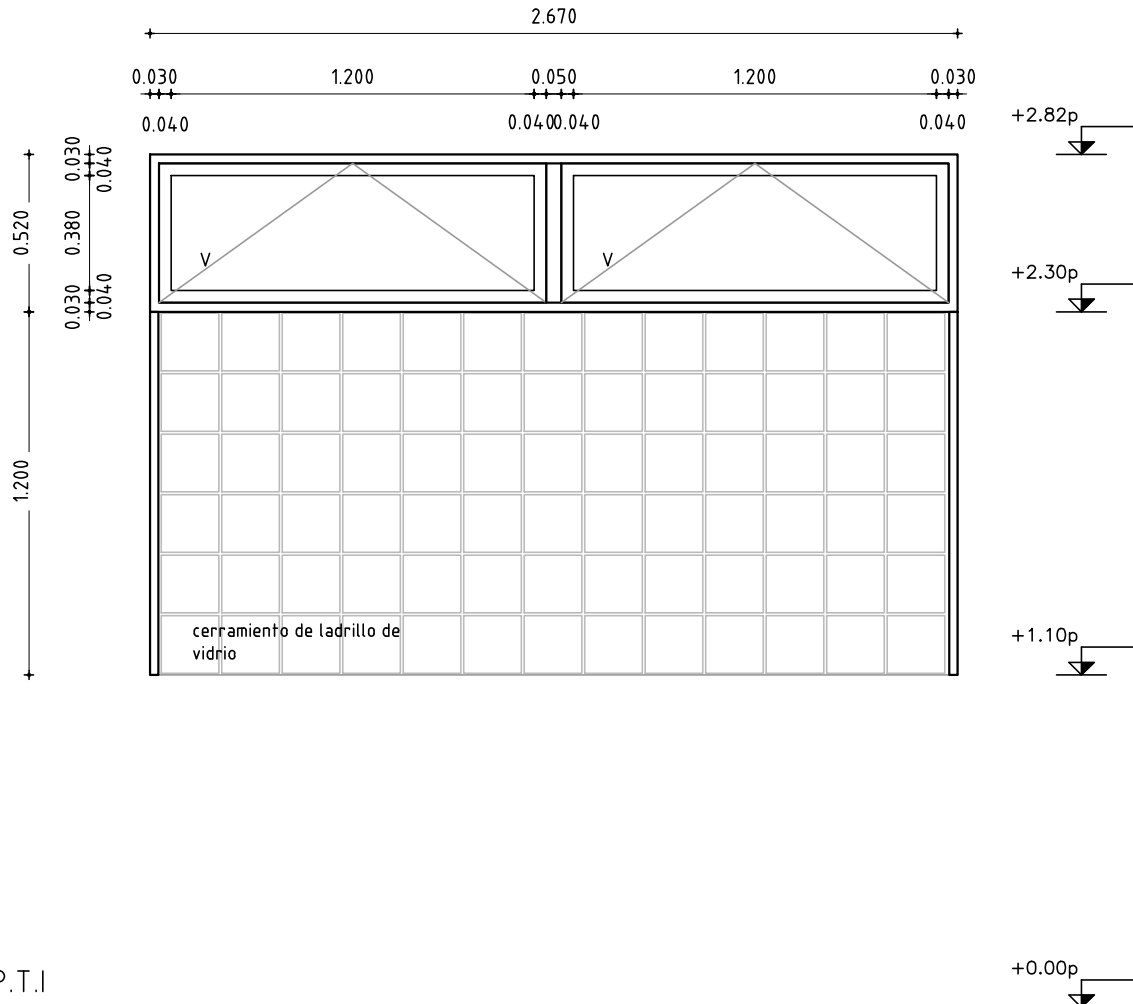 2.670
0.030 1.200 0.050 1.200 0.030
0.040 0.040 0.040 0.040
+2.82p
0.030 0.040
0.520 0.380
V V
+2.30p
0.030 0.040
1.200
cerramiento de ladrillo de
vidrio
+1.10p
+0.00p
P.T.I